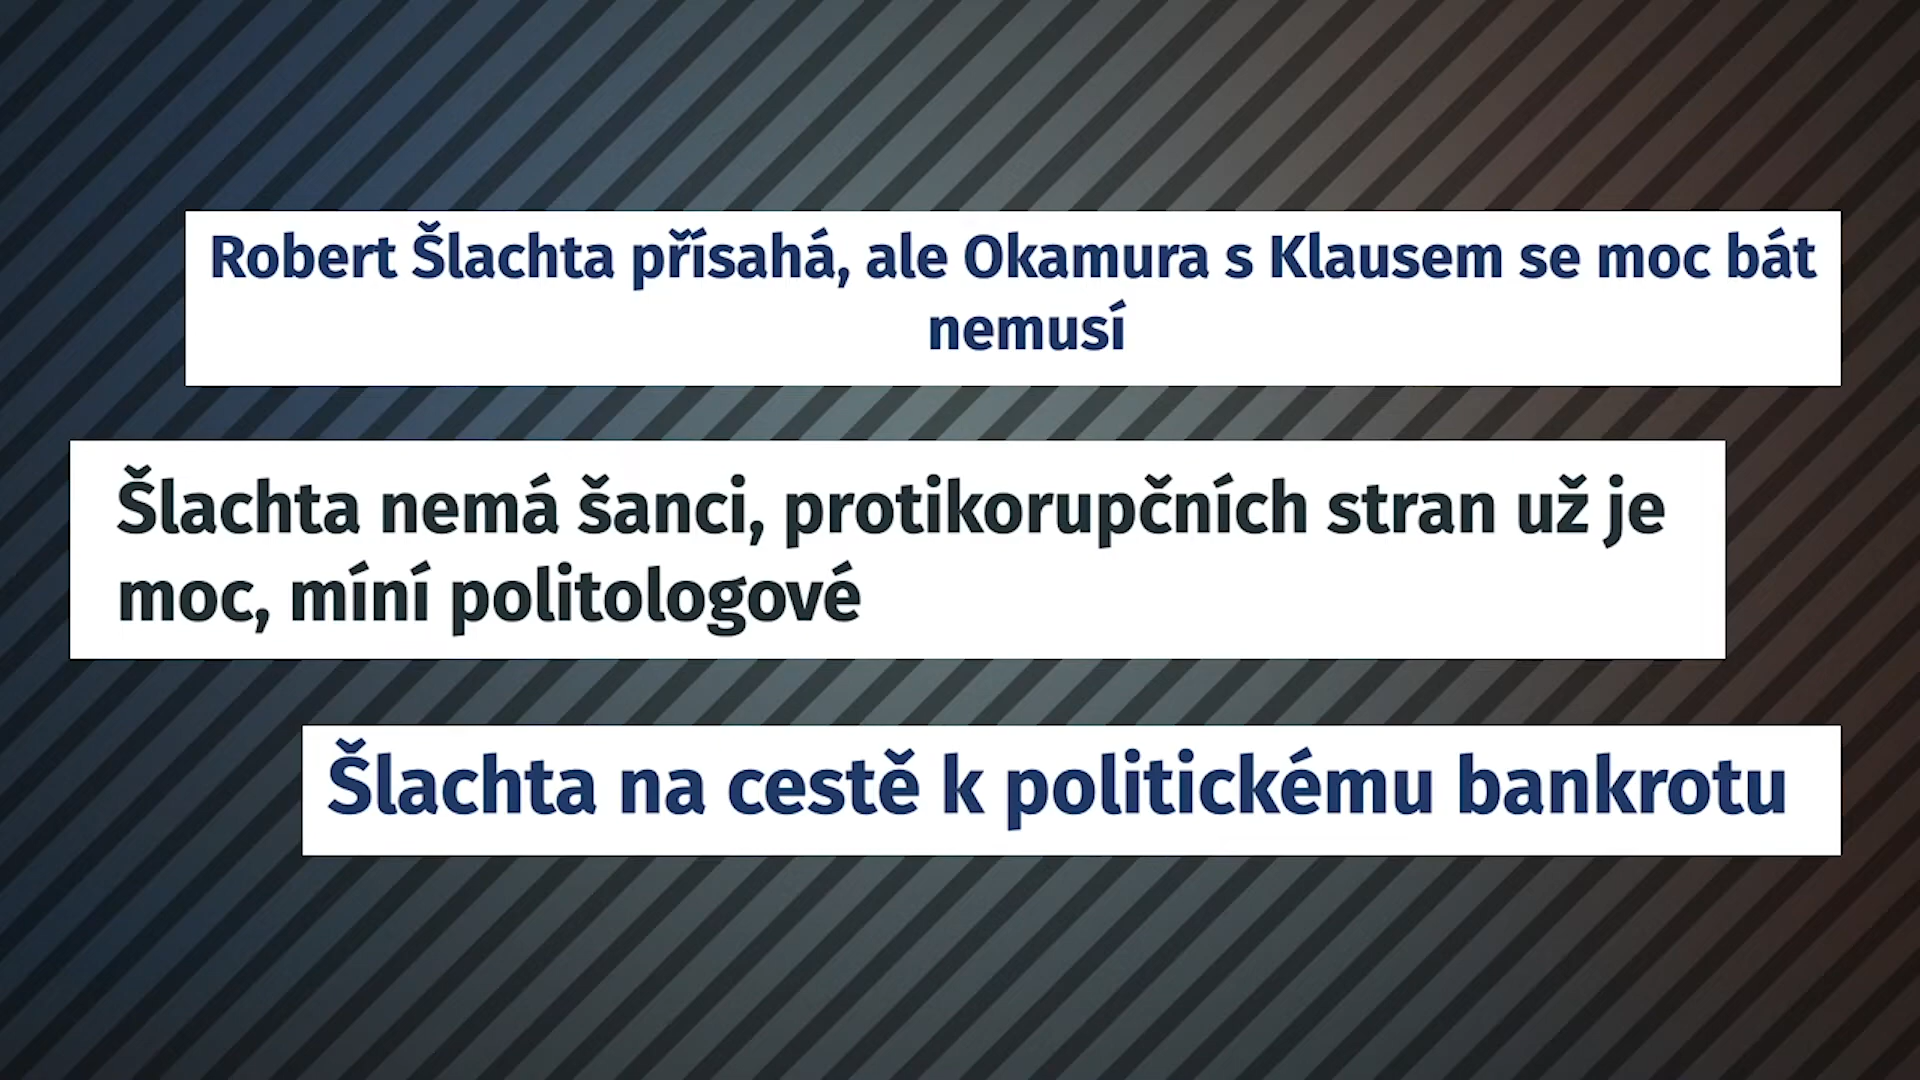 Robert Šlachta přísahá, ale Okamura s Klausem se moc bát
nemusí
Šlachta nemá šanci, protikorupčních stran už je
moc, míní politologové
Šlachta na cestě k politickému bankrotu